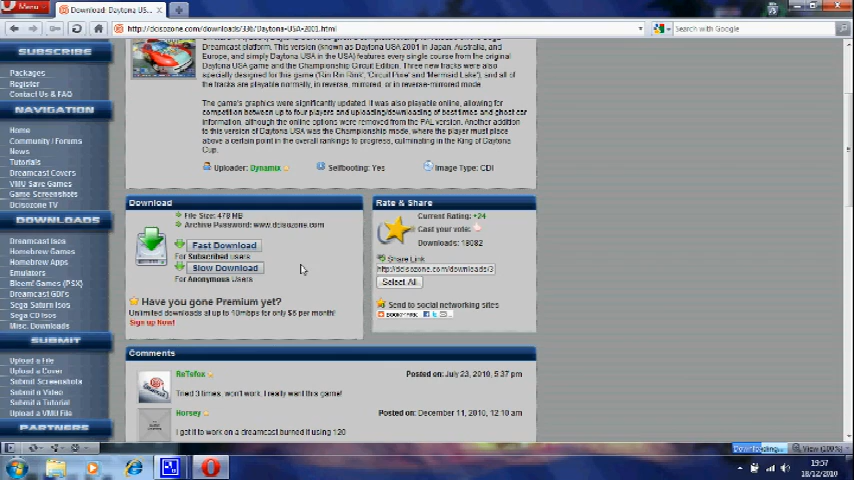 Menu
Download: Daytona US...
http://dcisozone.com/downloads/336/Daytona-USA-2001.html
Search with Google
SUBSCRIBE
Packages
Register
Contact Us & FAQ
NAVIGATION
Home
Community / Forums
News
Tutorials
Dreamcast Covers
VMU Save Games
Game Screenshots
Dcisozone TV
DOWNLOADS
Dreamcast Isos
Homebrew Games
Homebrew Apps
Emulators
Bleem! Games (PSX)
Dreamcast GDI's
Sega Saturn Isos
Sega CD Isos
Misc. Downloads
SUBMIT
Upload a File
Upload a Cover
Submit Screenshots
Submit a Video
Submit a Tutorial
Upload a VMU File
PARTNERS
Dreamcast platform. This version (known as Daytona USA 2001 in Japan, Australia, and
Europe, and simply Daytona USA in the USA) features every single course from the original
Daytona USA game and the Championship Circuit Edition. Three new tracks were also
specially designed for this game ('Rin Rin Rink', 'Circuit Pixie' and 'Mermaid Lake'), and all of
the tracks are playable normally, in reverse, mirrored, or in reverse-mirrored mode.
The game's graphics were significantly updated. It was also playable online, allowing for
competition between up to four players and uploading/downloading of best times and ghost car
information, although the online options were removed from the PAL version. Another addition
to this version of Daytona USA was the Championship mode, where the player must place
above a certain point in the overall rankings to progress, culminating in the King of Daytona
Cup.
Uploader: Dynamix
Selfbooting: Yes
Image Type: CDI
Download
File Size: 478 MB
Archive Password: www.dcisozone.com
Fast Download
For Subscribed Users
Slow Download
For Anonymous Users
Have you gone Premium yet?
Unlimited downloads at up to 10mbps for only $5 per month!
Sign up Now!
Rate & Share
Current Rating: +24
Cast your vote:
Downloads: 18082
Share Link
http://dcisozone.com/downloads/3
Select All
Send to social networking sites
BOOKMARK
Comments
ReTefox
Posted on: July 23, 2010, 5:37 pm
Tried 3 times, won't work. I really want this game!
Horsey
Posted on: December 11, 2010, 12:10 am
I got it to work on a dreamcast burned it using 120
Downloading...
View (100%)
19:57
18/12/2010